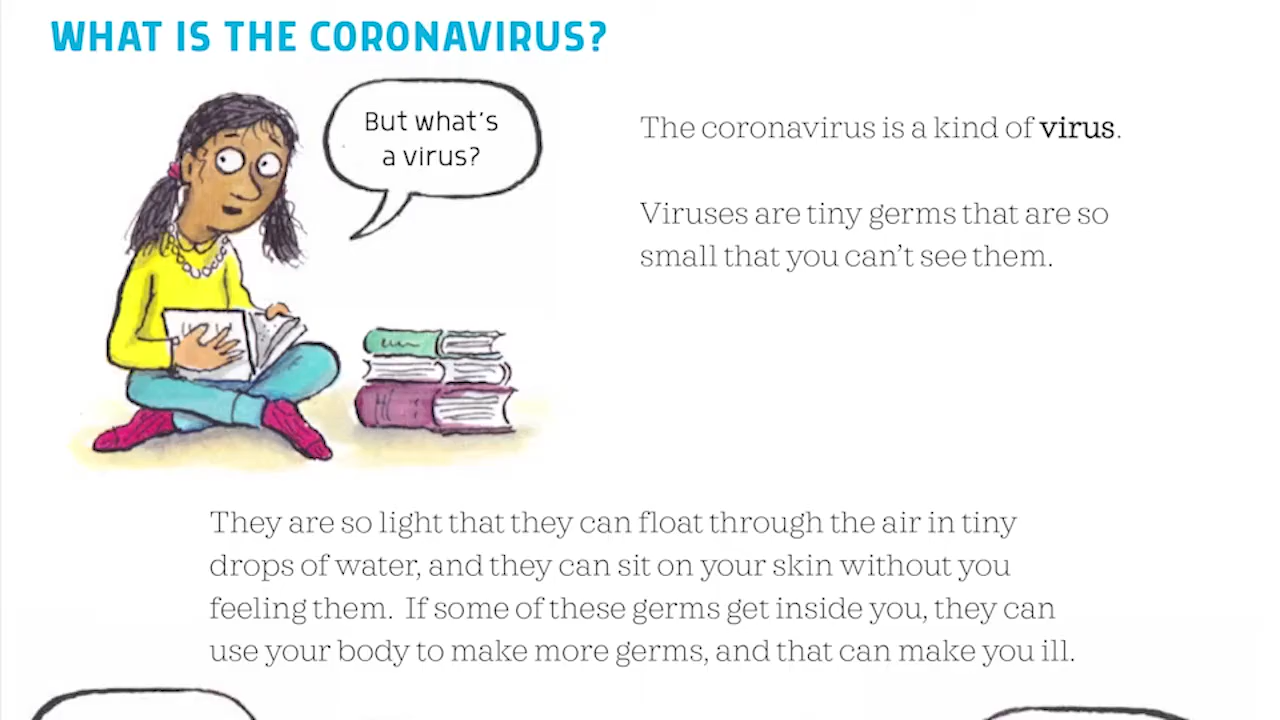 WHAT IS THE CORONAVIRUS?
But what's
a virus?
The coronavirus is a kind of virus.
Viruses are tiny germs that are so
small that you can't see them.
They are so light that they can float through the air in tiny
drops of water, and they can sit on your skin without you
feeling them. If some of these germs get inside you, they can
use your body to make more germs, and that can make you ill.